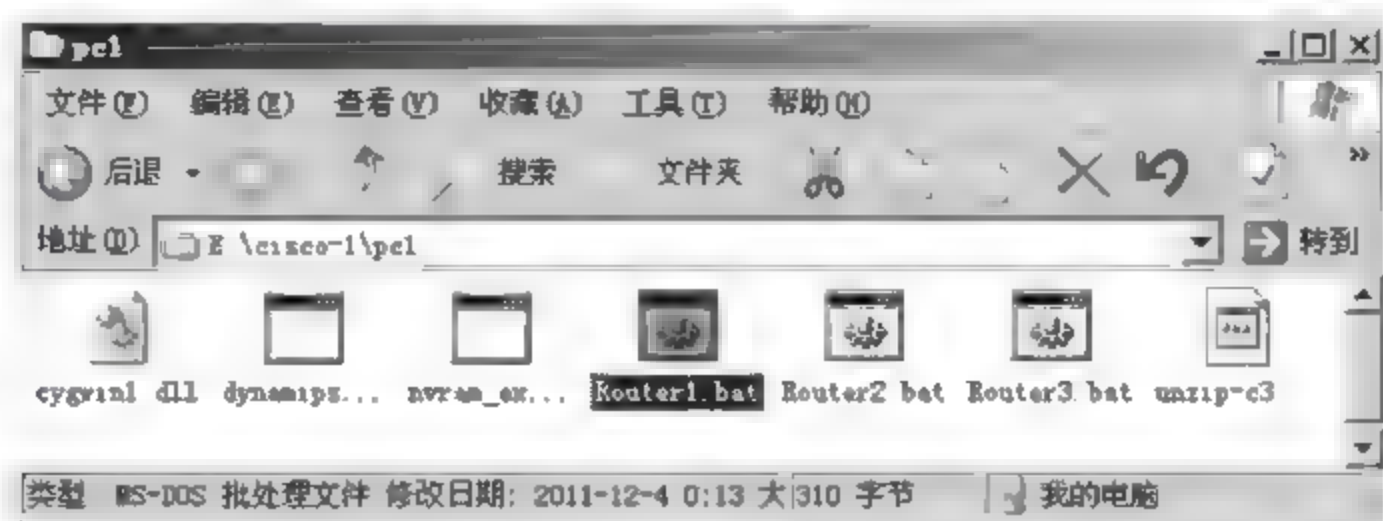 pc1
文件(F) 编辑(E) 查看(V) 收藏(A) 工具(T) 帮助(H)
后退 搜索 文件夹 »
地址(D) E \cisco-1\pc1 转到
cygwin1 dll dynamips... nvram_ex... Router1.bat Router2 bat Router3 bat unzip-c3
类型 MS-DOS 批处理文件 修改日期: 2011-12-4 0:13 大 310 字节 我的电脑